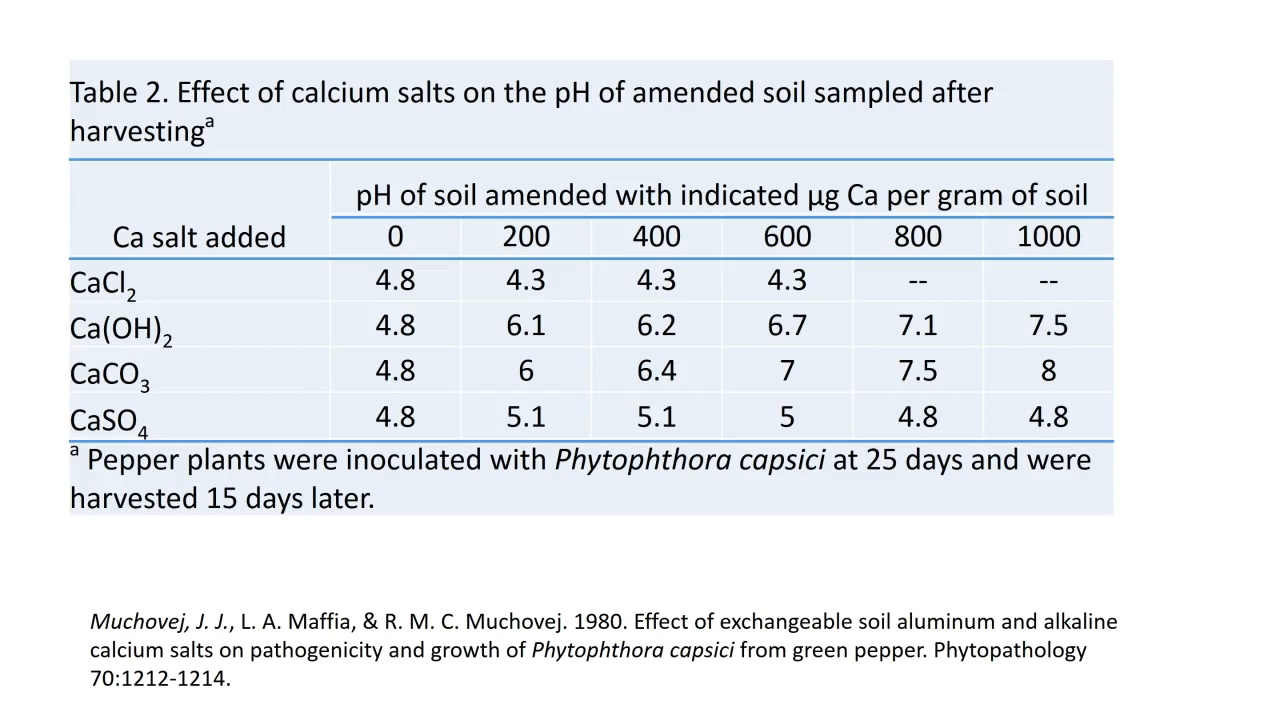 Table 2. Effect of calcium salts on the pH of amended soil sampled after
harvestingᵃ
pH of soil amended with indicated µg Ca per gram of soil
Ca salt added 0 200 400 600 800 1000
CaCl₂ 4.8 4.3 4.3 4.3 -- --
Ca(OH)₂ 4.8 6.1 6.2 6.7 7.1 7.5
CaCO₃ 4.8 6 6.4 7 7.5 8
CaSO₄ 4.8 5.1 5.1 5 4.8 4.8
ᵃ Pepper plants were inoculated with Phytophthora capsici at 25 days and were
harvested 15 days later.
Muchovej, J. J., L. A. Maffia, & R. M. C. Muchovej. 1980. Effect of exchangeable soil aluminum and alkaline
calcium salts on pathogenicity and growth of Phytophthora capsici from green pepper. Phytopathology
70:1212-1214.